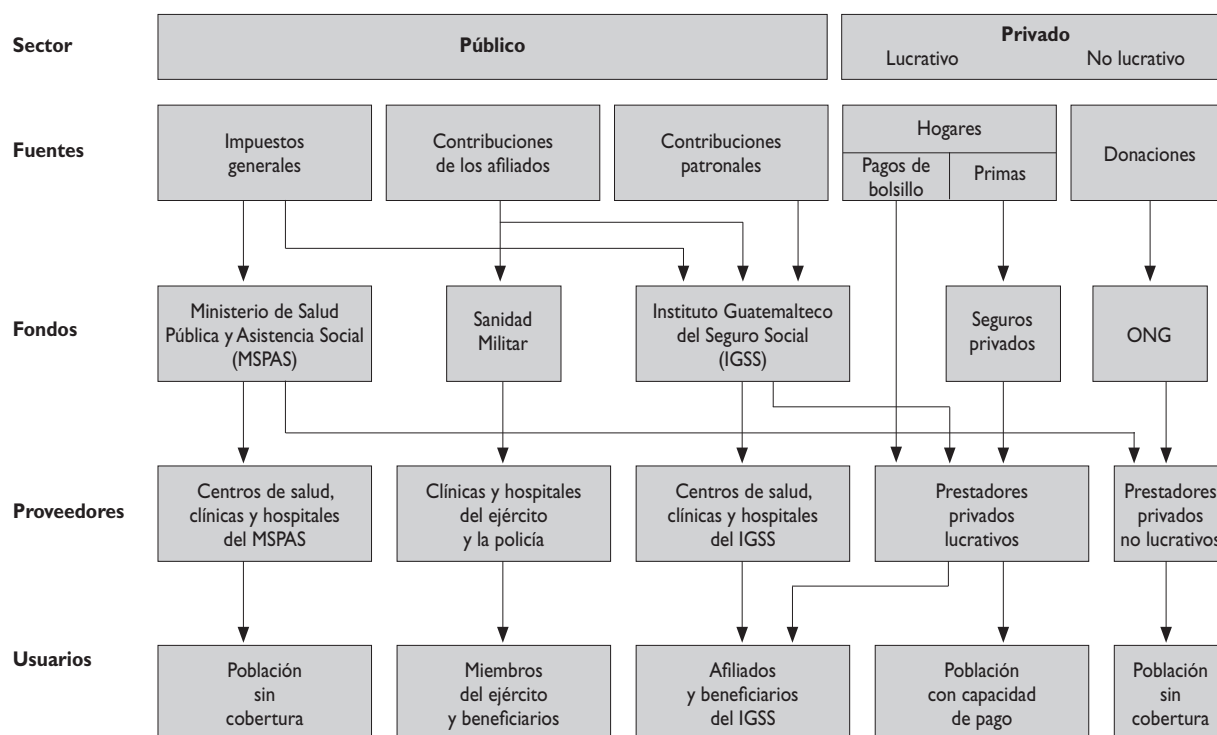 Sector
Público
Privado
Lucrativo No lucrativo
Fuentes
Impuestos
generales
Contribuciones
de los afiliados
Contribuciones
patronales
Hogares
Pagos de
bolsillo
Primas
Donaciones
Fondos
Ministerio de Salud
Pública y Asistencia Social
(MSPAS)
Sanidad
Militar
Instituto Guatemalteco
del Seguro Social
(IGSS)
Seguros
privados
ONG
Proveedores
Centros de salud,
clínicas y hospitales
del MSPAS
Clínicas y hospitales
del ejército
y la policía
Centros de salud,
clínicas y hospitales
del IGSS
Prestadores
privados
lucrativos
Prestadores
privados
no lucrativos
Usuarios
Población
sin
cobertura
Miembros
del ejército
y beneficiarios
Afiliados
y beneficiarios
del IGSS
Población
con capacidad
de pago
Población
sin
cobertura